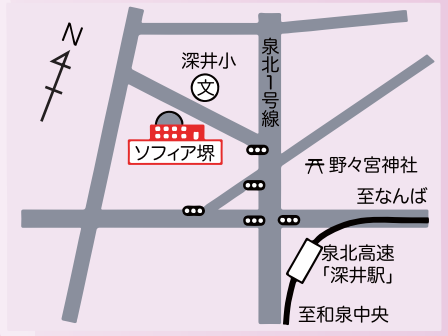 N
深井小
文
泉北1号線
ソフィア堺
野々宮神社
至なんば
泉北高速
「深井駅」
至和泉中央